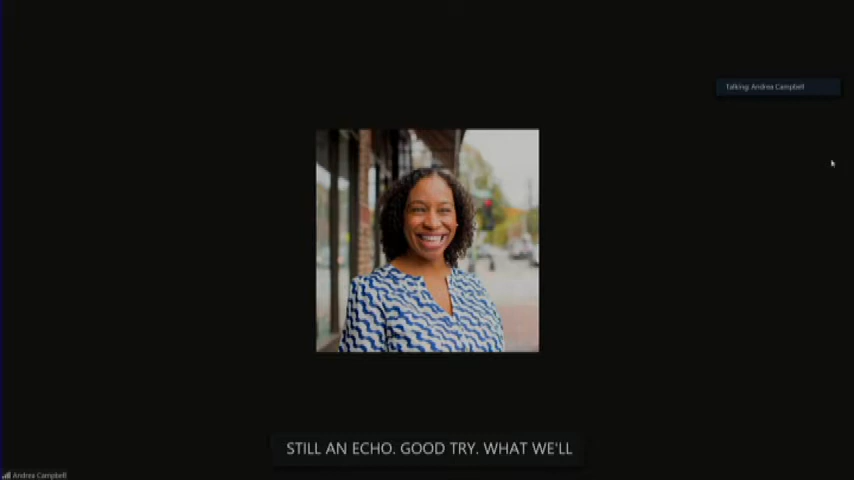 Talking: Andrea Campbell
STILL AN ECHO. GOOD TRY. WHAT WE'LL
Andrea Campbell